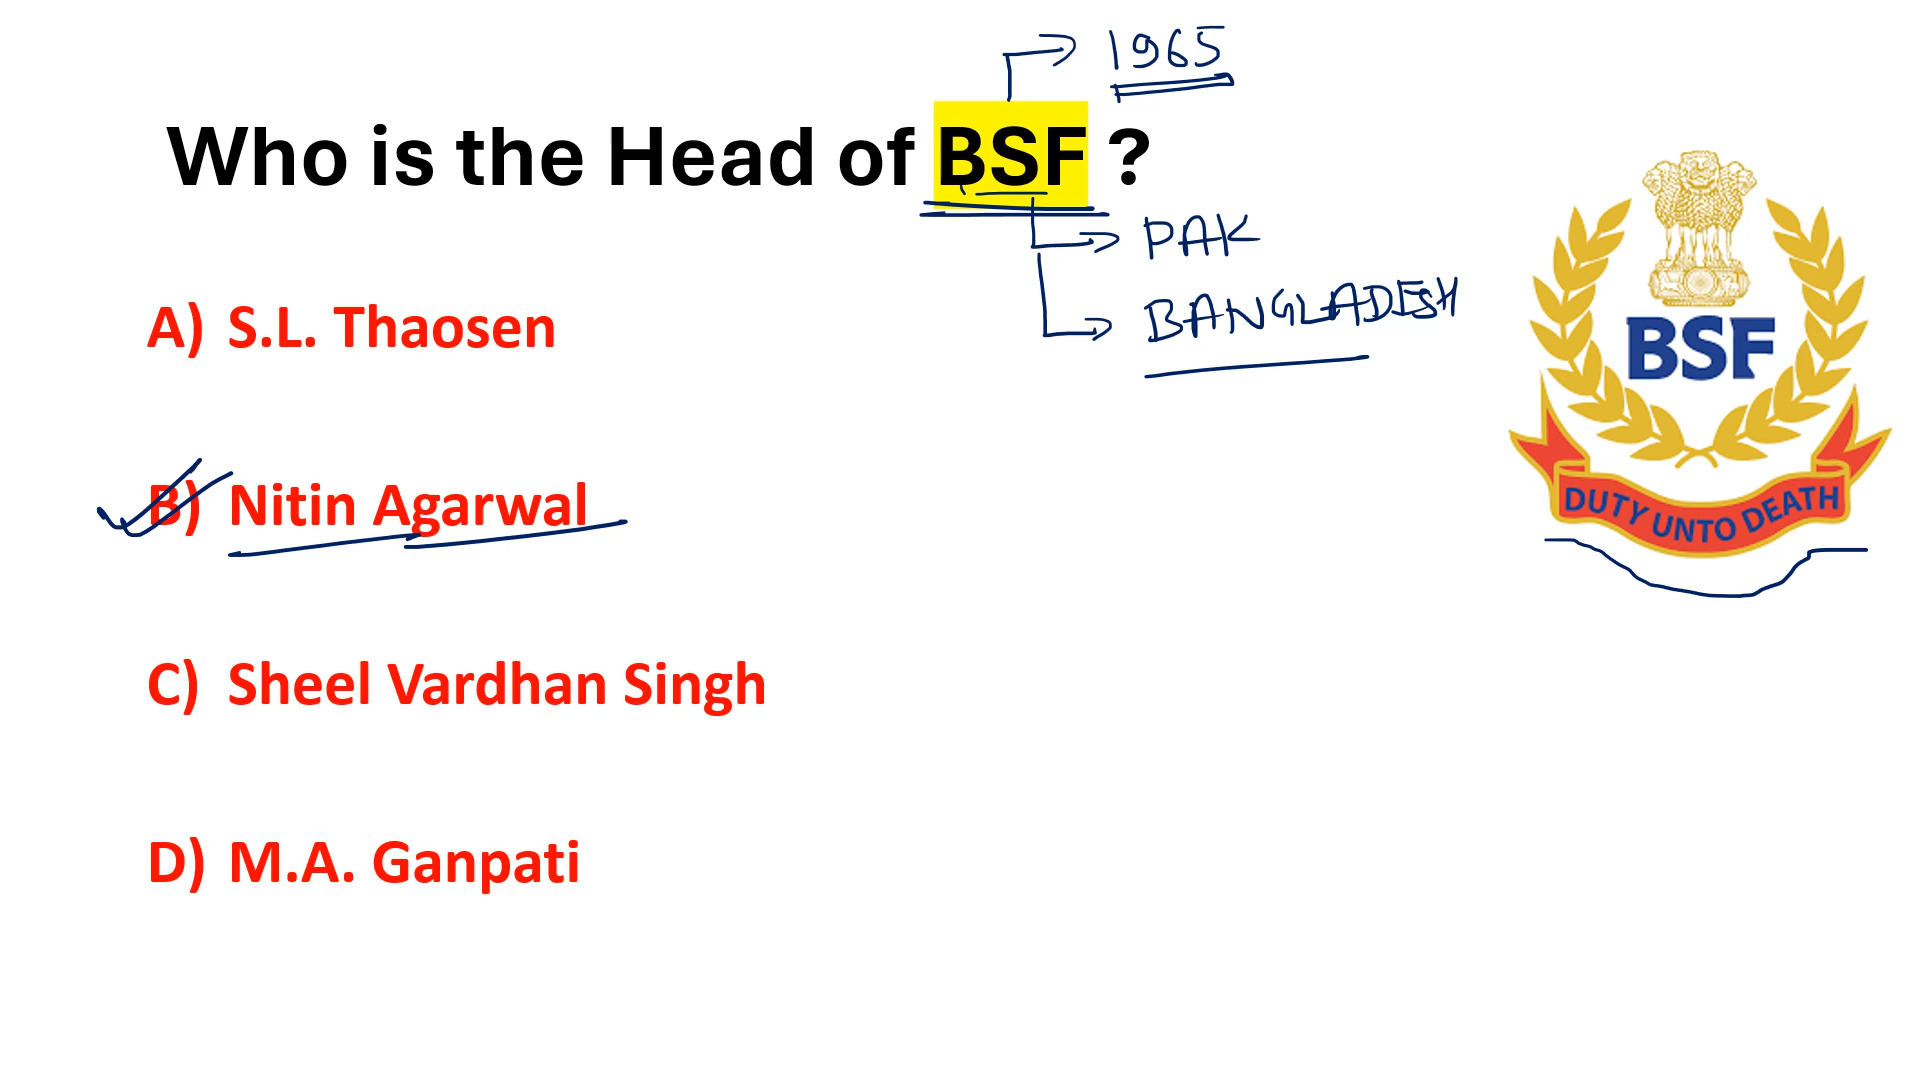 1965
Who is the Head of BSF ?
PAK
BANGLADESH
A) S.L. Thaosen
B) Nitin Agarwal
C) Sheel Vardhan Singh
D) M.A. Ganpati
BSF
DUTY UNTO DEATH